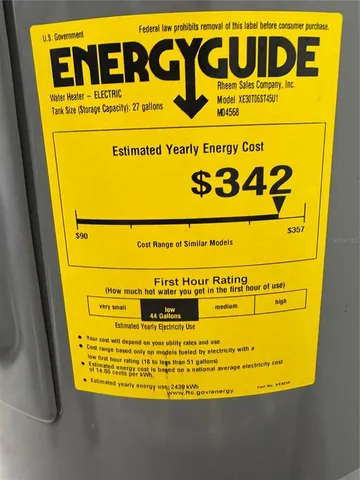 U.S. Government
Federal law prohibits removal of this label before consumer purchase.
ENERGYGUIDE
Water Heater – ELECTRIC
Tank Size (Storage Capacity): 27 gallons
Rheem Sales Company, Inc.
Model XE30T06ST45U1
MD4568
Estimated Yearly Energy Cost
$342
$90
$357
Cost Range of Similar Models
First Hour Rating
(How much hot water you get in the first hour of use)
very small
low
44 Gallons
medium
high
Estimated Yearly Electricity Use
• Your cost will depend on your utility rates and use.
• Cost range based only on models fueled by electricity with a
low first hour rating (18 to less than 51 gallons)
• Estimated energy cost is based on a national average electricity cost
of 14.00 cents per kWh.
• Estimated yearly energy use: 2439 kWh
www.ftc.gov/energy
Part No.